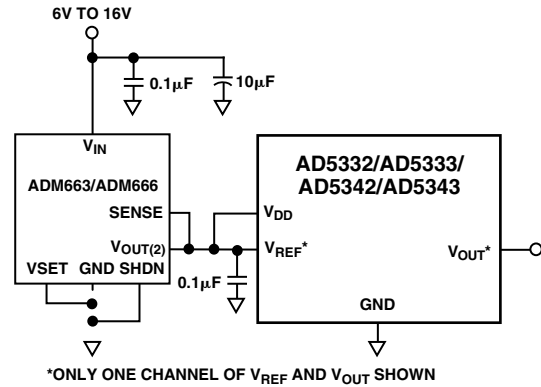 6V TO 16V
0.1μF
10μF
VIN
ADM663/ADM666
SENSE
VOUT(2)
VSET GND SHDN
0.1μF
AD5332/AD5333/
AD5342/AD5343
VDD
VREF*
VOUT*
GND
*ONLY ONE CHANNEL OF VREF AND VOUT SHOWN